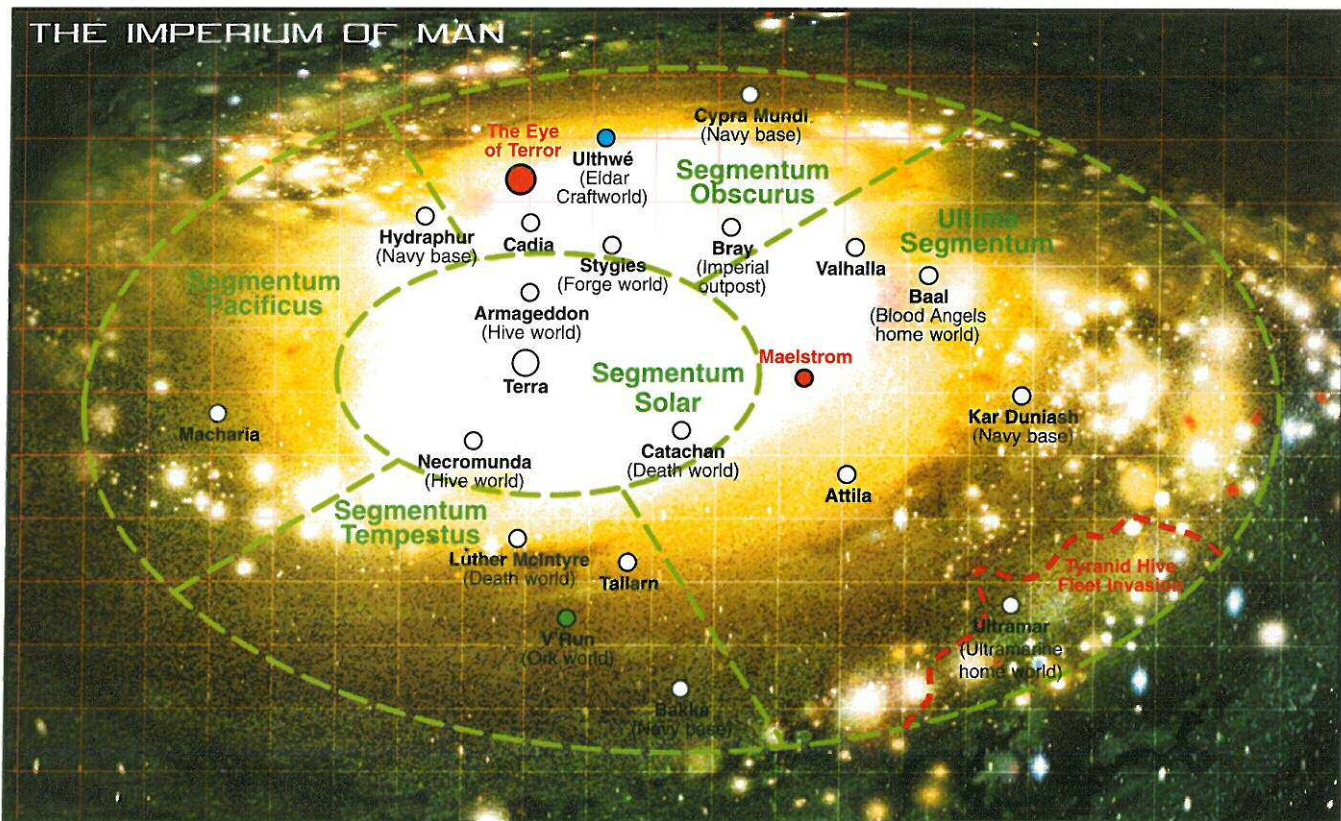 THE IMPERIUM OF MAN
Cypra Mundi
(Navy base)
The Eye
of Terror
Ulthwé
(Eldar
Craftworld)
Segmentum
Obscurus
Ultima
Segmentum
Hydraphur
(Navy base)
Cadia
Stygies
(Forge world)
Bray
(Imperial
outpost)
Valhalla
Baal
(Blood Angels
home world)
Segmentum
Pacificus
Armageddon
(Hive world)
Terra
Segmentum
Solar
Maelstrom
Macharia
Kar Duniash
(Navy base)
Necromunda
(Hive world)
Catachan
(Death world)
Attila
Segmentum
Tempestus
Luther McIntyre
(Death world)
Tallarn
Tyranid Hive
Fleet Invasion
V'Run
(Ork world)
Ultramar
(Ultramarine
home world)
Bakka
(Navy base)